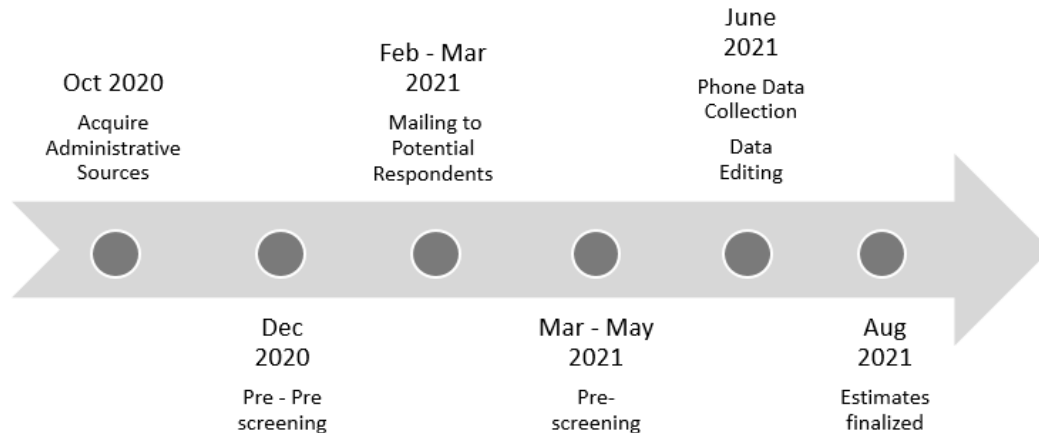 Oct 2020
Acquire
Administrative
Sources
Dec
2020
Pre - Pre
screening
Feb - Mar
2021
Mailing to
Potential
Respondents
Mar - May
2021
Pre-
screening
June
2021
Phone Data
Collection
Data
Editing
Aug
2021
Estimates
finalized